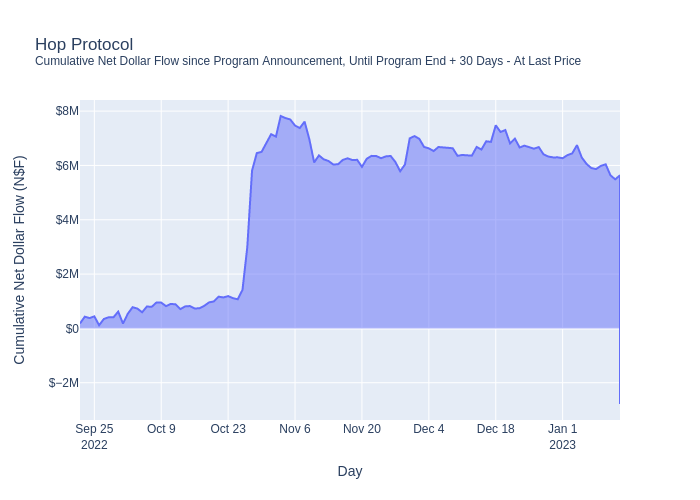 Hop Protocol
Cumulative Net Dollar Flow since Program Announcement, Until Program End + 30 Days - At Last Price
$8M
$6M
$4M
$2M
$0
$−2M
Cumulative Net Dollar Flow (N$F)
Sep 25
2022
Oct 9
Oct 23
Nov 6
Nov 20
Dec 4
Dec 18
Jan 1
2023
Day